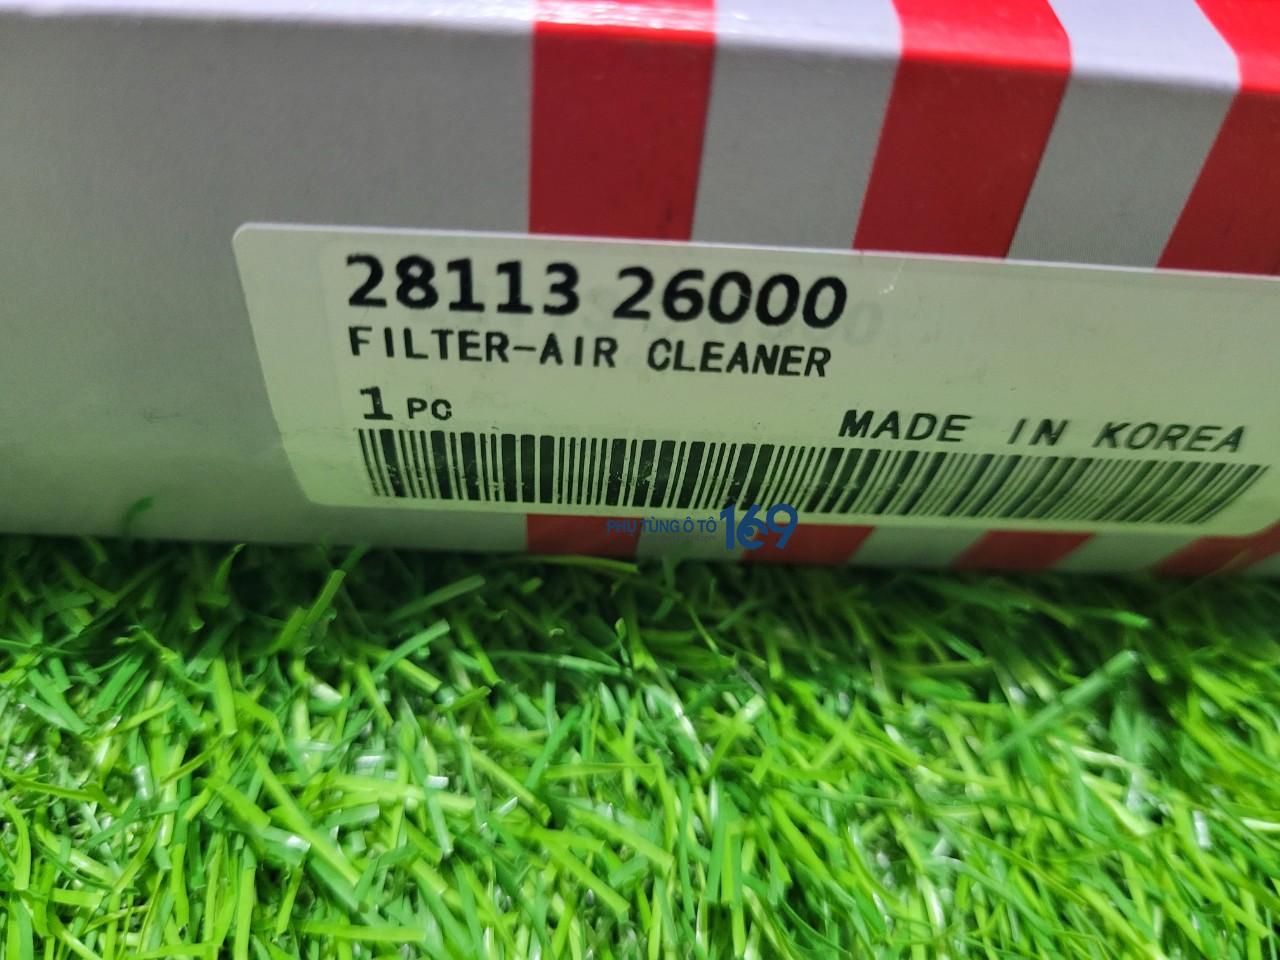 28113 26000
FILTER-AIR CLEANER
1 PC
MADE IN KOREA
PHỤ TÙNG Ô TÔ 169